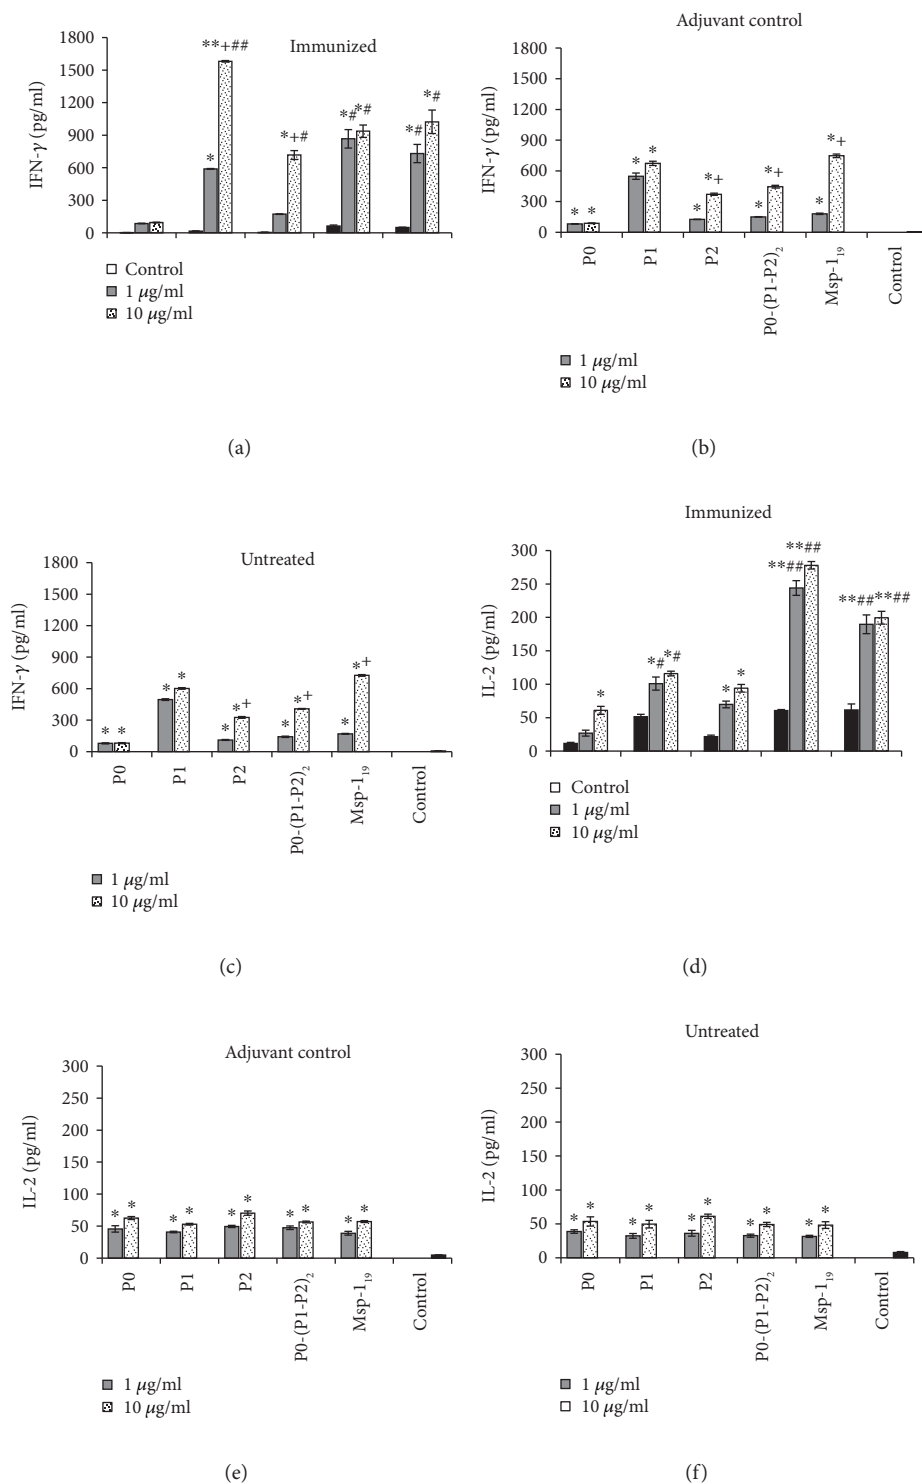 Immunized
1800
1500
1200
900
600
300
0
IFN-γ (pg/ml)
**+##
*
*+#
*#
*#
*#
*#
Control
1 μg/ml
10 μg/ml
(a)
Adjuvant control
1800
1500
1200
900
600
300
0
IFN-γ (pg/ml)
*
*
*
*
*
*+
*
*+
*
*+
P0
P1
P2
P0-(P1-P2)₂
Msp-1₁₉
Control
1 μg/ml
10 μg/ml
(b)
Untreated
1800
1500
1200
900
600
300
0
IFN-γ (pg/ml)
*
*
*
*
*
*+
*
*+
*
*+
P0
P1
P2
P0-(P1-P2)₂
Msp-1₁₉
Control
1 μg/ml
10 μg/ml
(c)
Immunized
300
250
200
150
100
50
0
IL-2 (pg/ml)
*
*#
*#
*
*
**##
**##
**##
**##
Control
1 μg/ml
10 μg/ml
(d)
Adjuvant control
300
250
200
150
100
50
0
IL-2 (pg/ml)
*
*
*
*
*
*
*
*
*
*
P0
P1
P2
P0-(P1-P2)₂
Msp-1₁₉
Control
1 μg/ml
10 μg/ml
(e)
Untreated
300
250
200
150
100
50
0
IL-2 (pg/ml)
*
*
*
*
*
*
*
*
*
*
P0
P1
P2
P0-(P1-P2)₂
Msp-1₁₉
Control
1 μg/ml
10 μg/ml
(f)